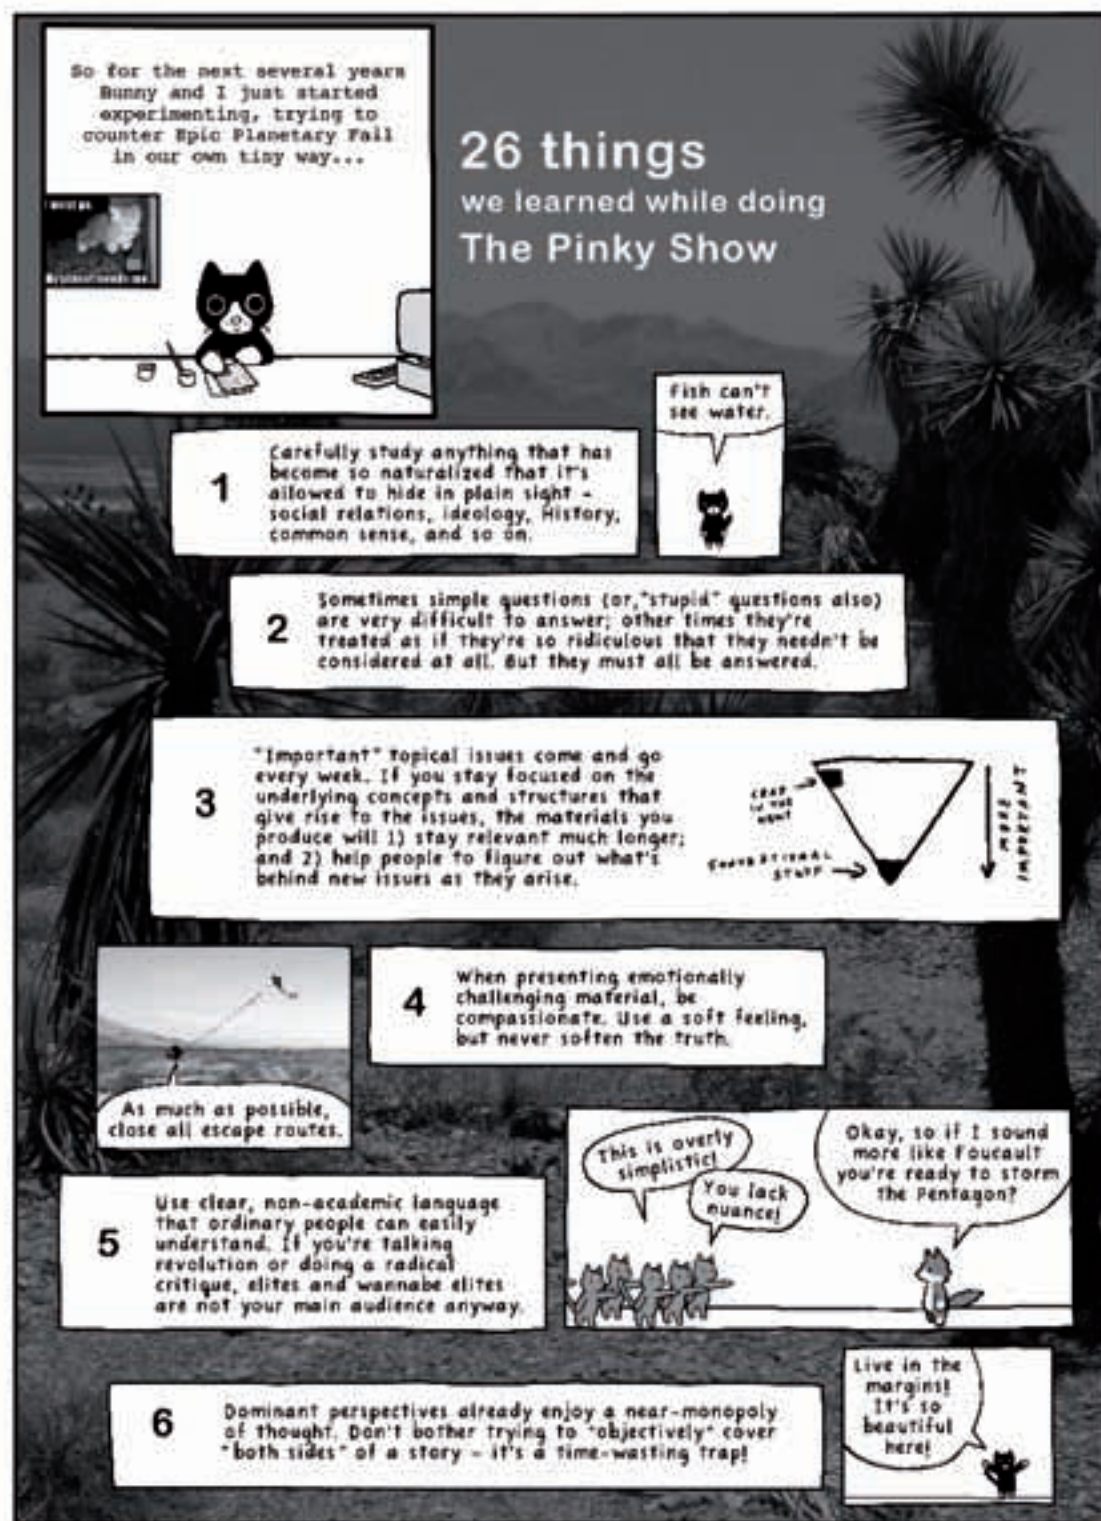 So for the next several years
Bunny and I just started
experimenting, trying to
counter Epic Planetary Fail
in our own tiny way...
26 things
we learned while doing
The Pinky Show
Fish can't
see water.
1
Carefully study anything that has
become so naturalized that it's
allowed to hide in plain sight -
social relations, ideology, History,
common sense, and so on.
2
Sometimes simple questions (or, "stupid" questions also)
are very difficult to answer; other times they're
treated as if they're so ridiculous that they needn't be
considered at all. But they must all be answered.
3
"Important" topical issues come and go
every week. If you stay focused on the
underlying concepts and structures that
give rise to the issues, the materials you
produce will 1) stay relevant much longer;
and 2) help people to figure out what's
behind new issues as they arise.
CRAP
IN THE
STUFF
MORE
IMPORTANT
4
When presenting emotionally
challenging material, be
compassionate. Use a soft feeling,
but never soften the truth.
As much as possible,
close all escape routes.
5
Use clear, non-academic language
that ordinary people can easily
understand. If you're talking
revolution or doing a radical
critique, elites and wannabe elites
are not your main audience anyway.
This is overly
simplistic!
You lack
nuance!
Okay, so if I sound
more like Foucault
you're ready to storm
the Pentagon?
6
Dominant perspectives already enjoy a near-monopoly
of thought. Don't bother trying to "objectively" cover
"both sides" of a story - it's a time-wasting trap!
Live in the
margins!
It's so
beautiful
here!